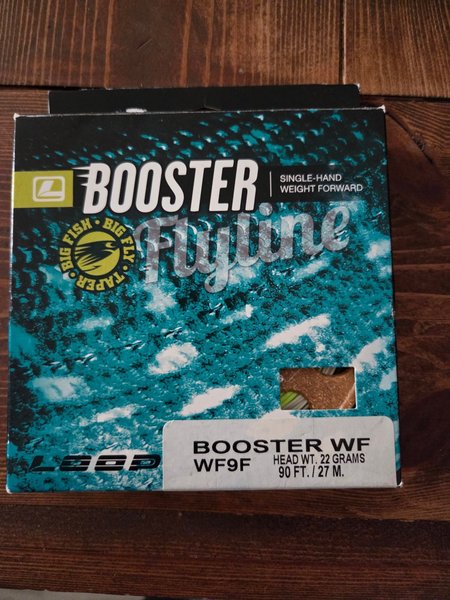 BOOSTER
SINGLE-HAND
WEIGHT FORWARD
Flyline
BIG FISH • BIG FLY • TAPER •
LOOP
BOOSTER WF
WF9F
HEAD WT. 22 GRAMS
90 FT. / 27 M.